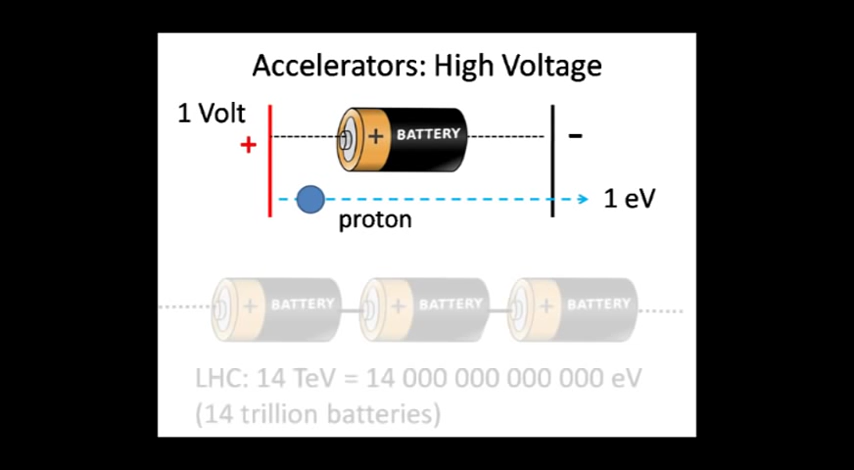 Accelerators: High Voltage
1 Volt
+
+ BATTERY
-
1 eV
proton
+ BATTERY + BATTERY + BATTERY
LHC: 14 TeV = 14 000 000 000 000 eV
(14 trillion batteries)